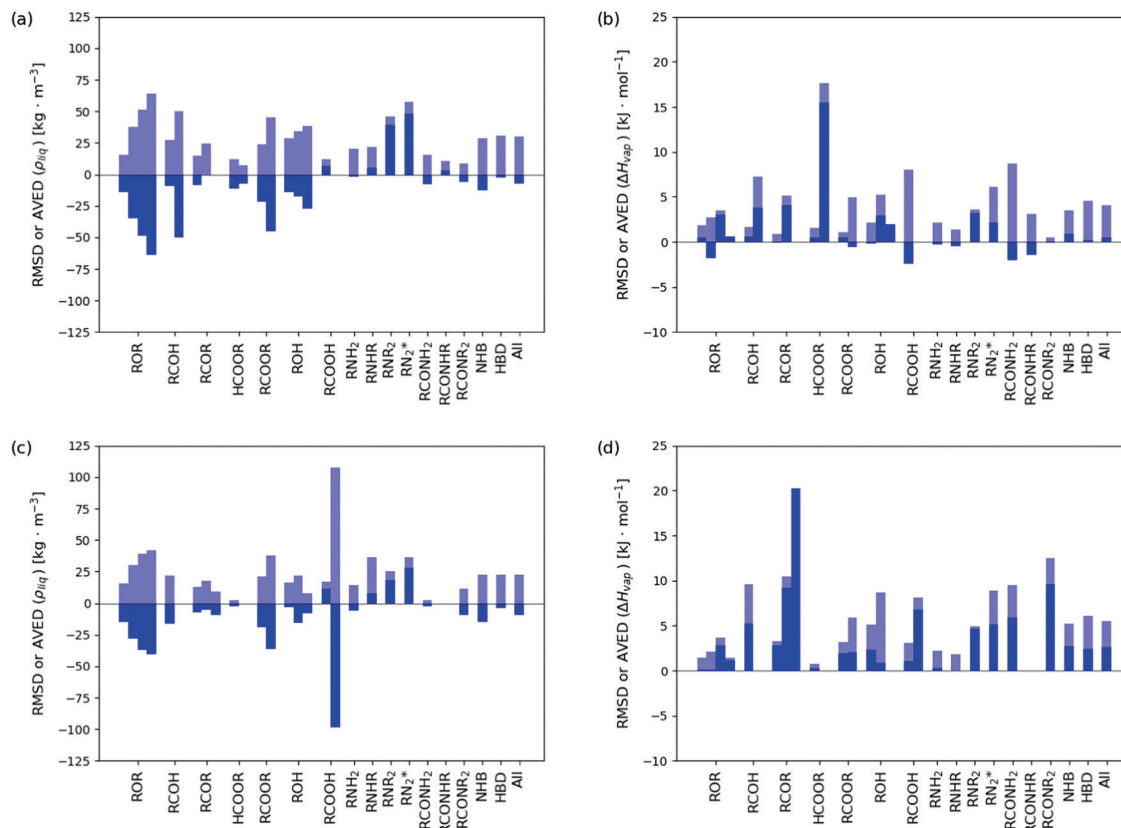 (a)
RMSD or AVED (ρliq) [kg · m⁻³]
125
100
75
50
25
0
−25
−50
−75
−100
−125
ROR
RCOH
RCOR
HCOOR
RCOOR
ROH
RCOOH
RNH₂
RNHR
RNR₂
RN₂*
RCONH₂
RCONHR
RCONR₂
NHB
HBD
All
(b)
RMSD or AVED (ΔHvap) [kJ · mol⁻¹]
25
20
15
10
5
0
−5
−10
ROR
RCOH
RCOR
HCOOR
RCOOR
ROH
RCOOH
RNH₂
RNHR
RNR₂
RN₂*
RCONH₂
RCONHR
RCONR₂
NHB
HBD
All
(c)
RMSD or AVED (ρliq) [kg · m⁻³]
125
100
75
50
25
0
−25
−50
−75
−100
−125
ROR
RCOH
RCOR
HCOOR
RCOOR
ROH
RCOOH
RNH₂
RNHR
RNR₂
RN₂*
RCONH₂
RCONHR
RCONR₂
NHB
HBD
All
(d)
RMSD or AVED (ΔHvap) [kJ · mol⁻¹]
25
20
15
10
5
0
−5
−10
ROR
RCOH
RCOR
HCOOR
RCOOR
ROH
RCOOH
RNH₂
RNHR
RNR₂
RN₂*
RCONH₂
RCONHR
RCONR₂
NHB
HBD
All